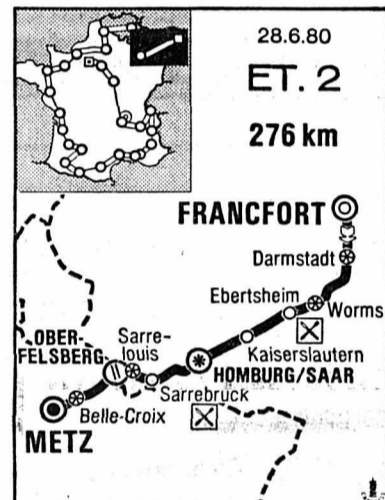 28.6.80
ET. 2
276 km
FRANCFORT
Darmstadt
Ebertsheim
Worms
OBER-
FELSBERG
Sarre-
louis
Kaiserslautern
HOMBURG/SAAR
Sarrebruck
Belle-Croix
METZ